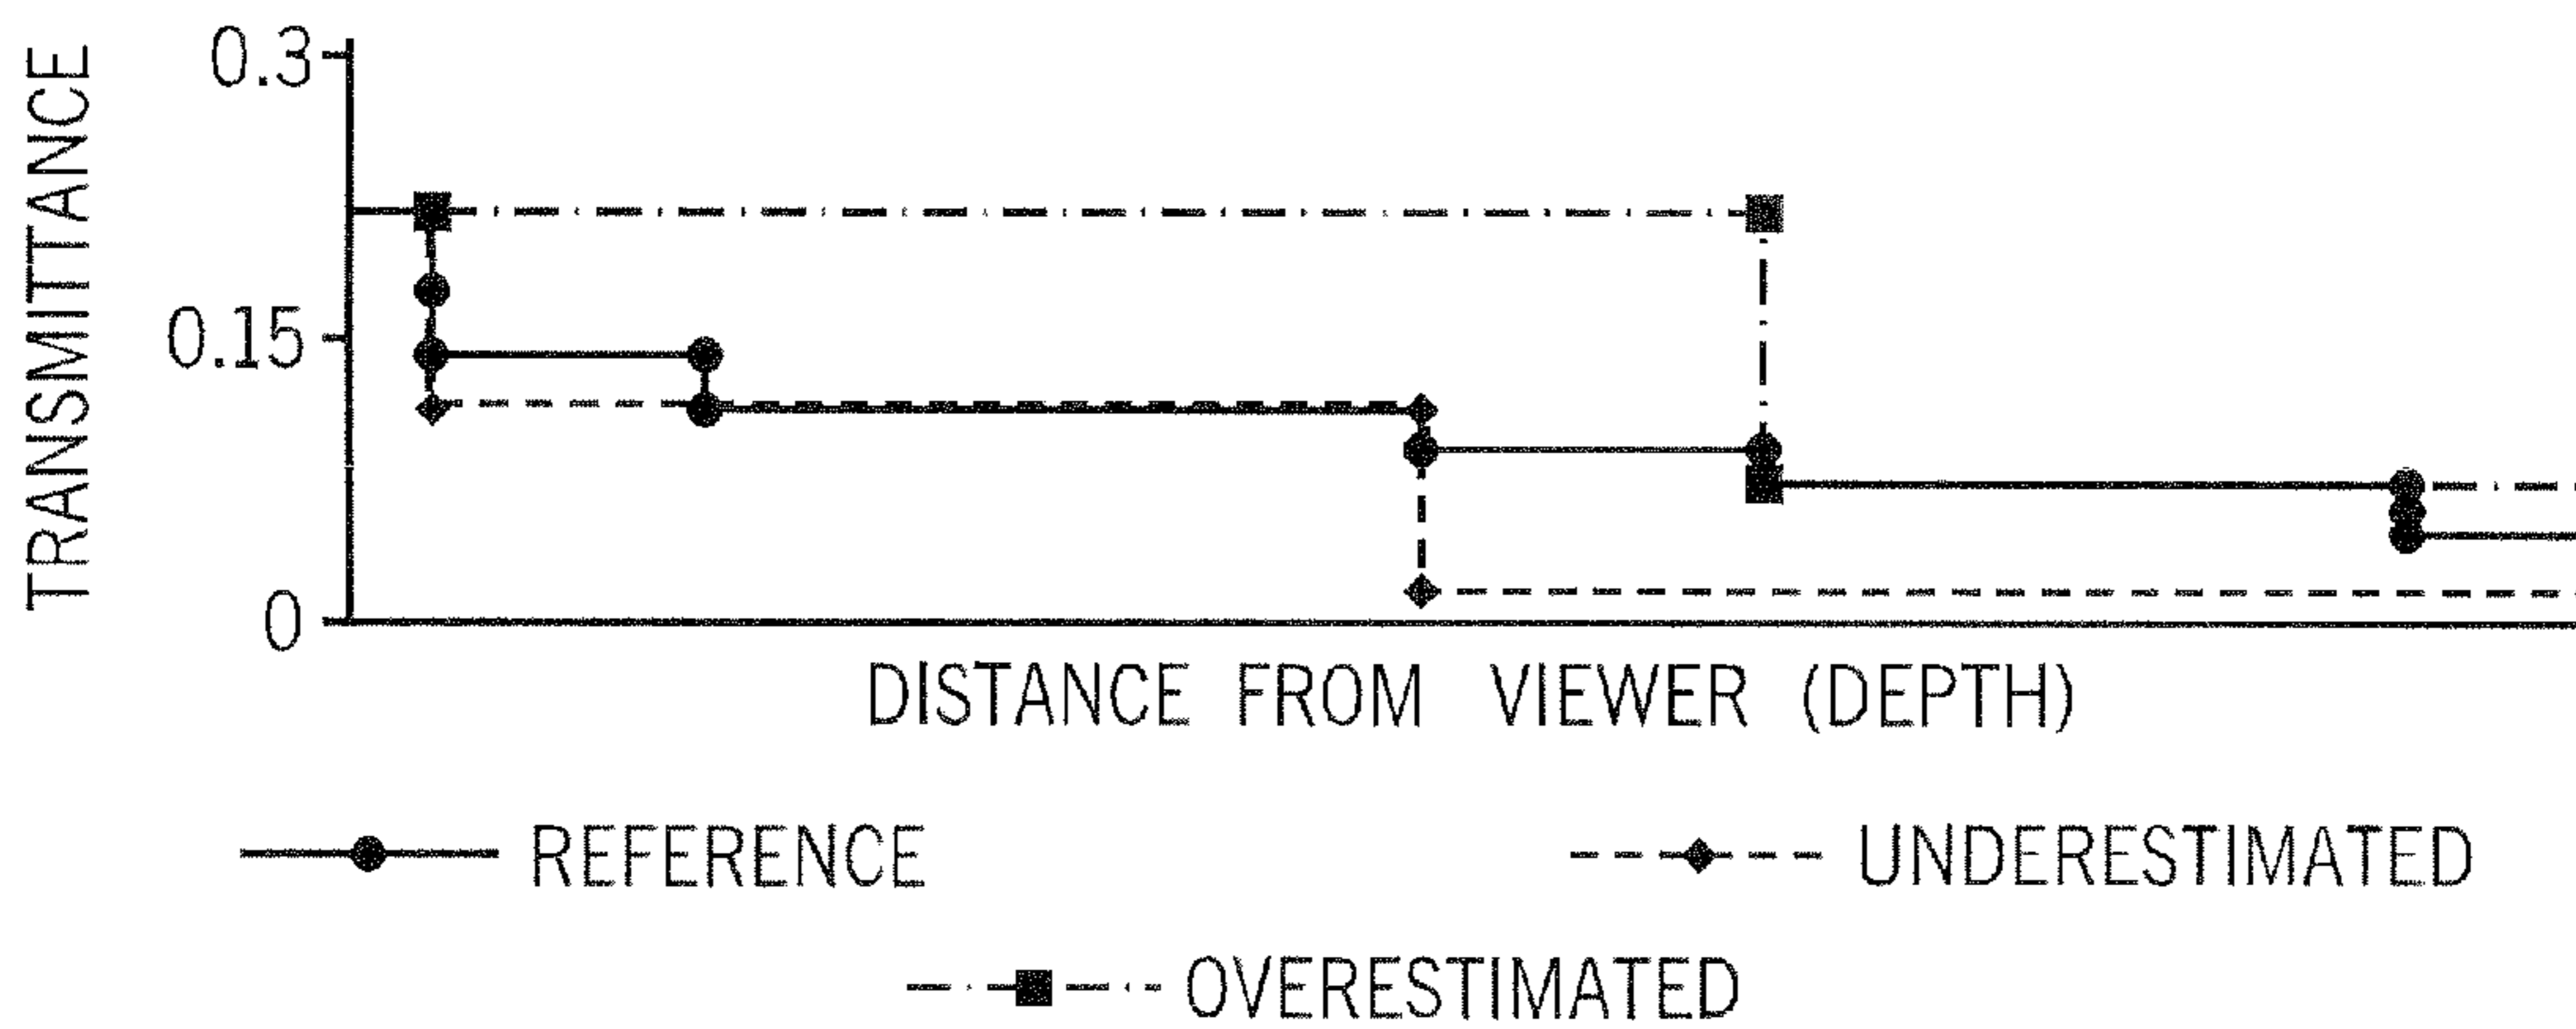 TRANSMITTANCE
0.3
0.15
0
DISTANCE FROM VIEWER (DEPTH)
REFERENCE
UNDERESTIMATED
OVERESTIMATED